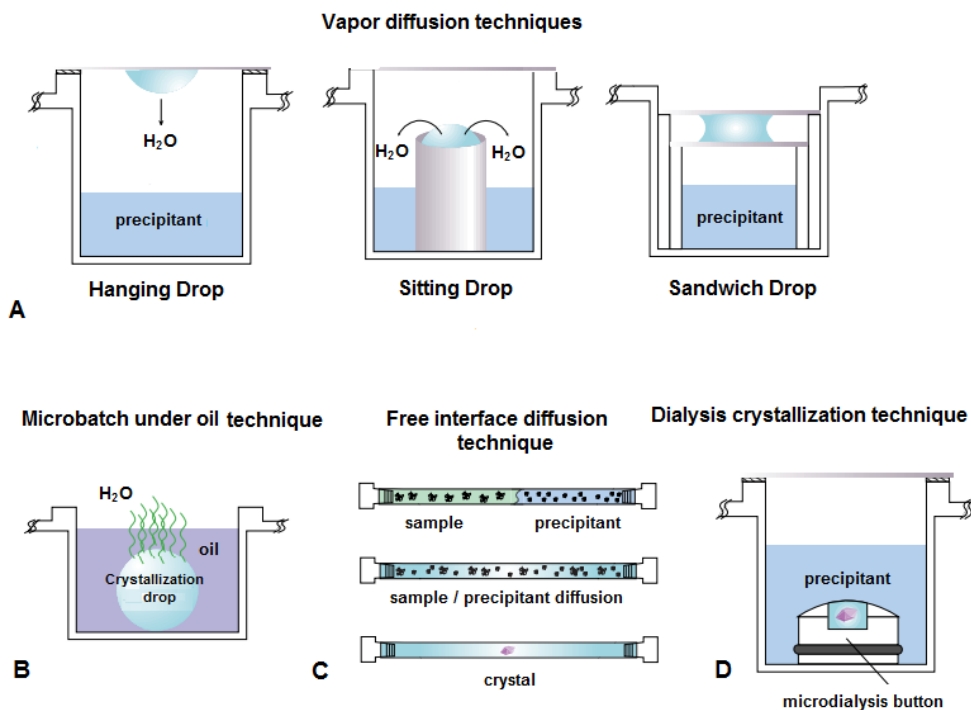 Vapor diffusion techniques
H2O
precipitant
Hanging Drop
H2O
H2O
Sitting Drop
precipitant
Sandwich Drop
A
Microbatch under oil technique
H2O
oil
Crystallization
drop
B
Free interface diffusion
technique
sample
precipitant
sample / precipitant diffusion
crystal
C
Dialysis crystallization technique
precipitant
D
microdialysis button